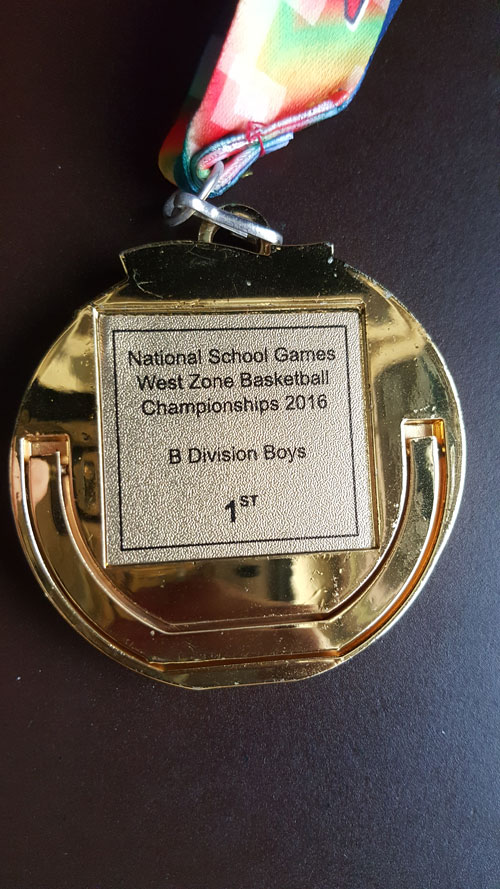 National School Games
West Zone Basketball
Championships 2016
B Division Boys
1ST